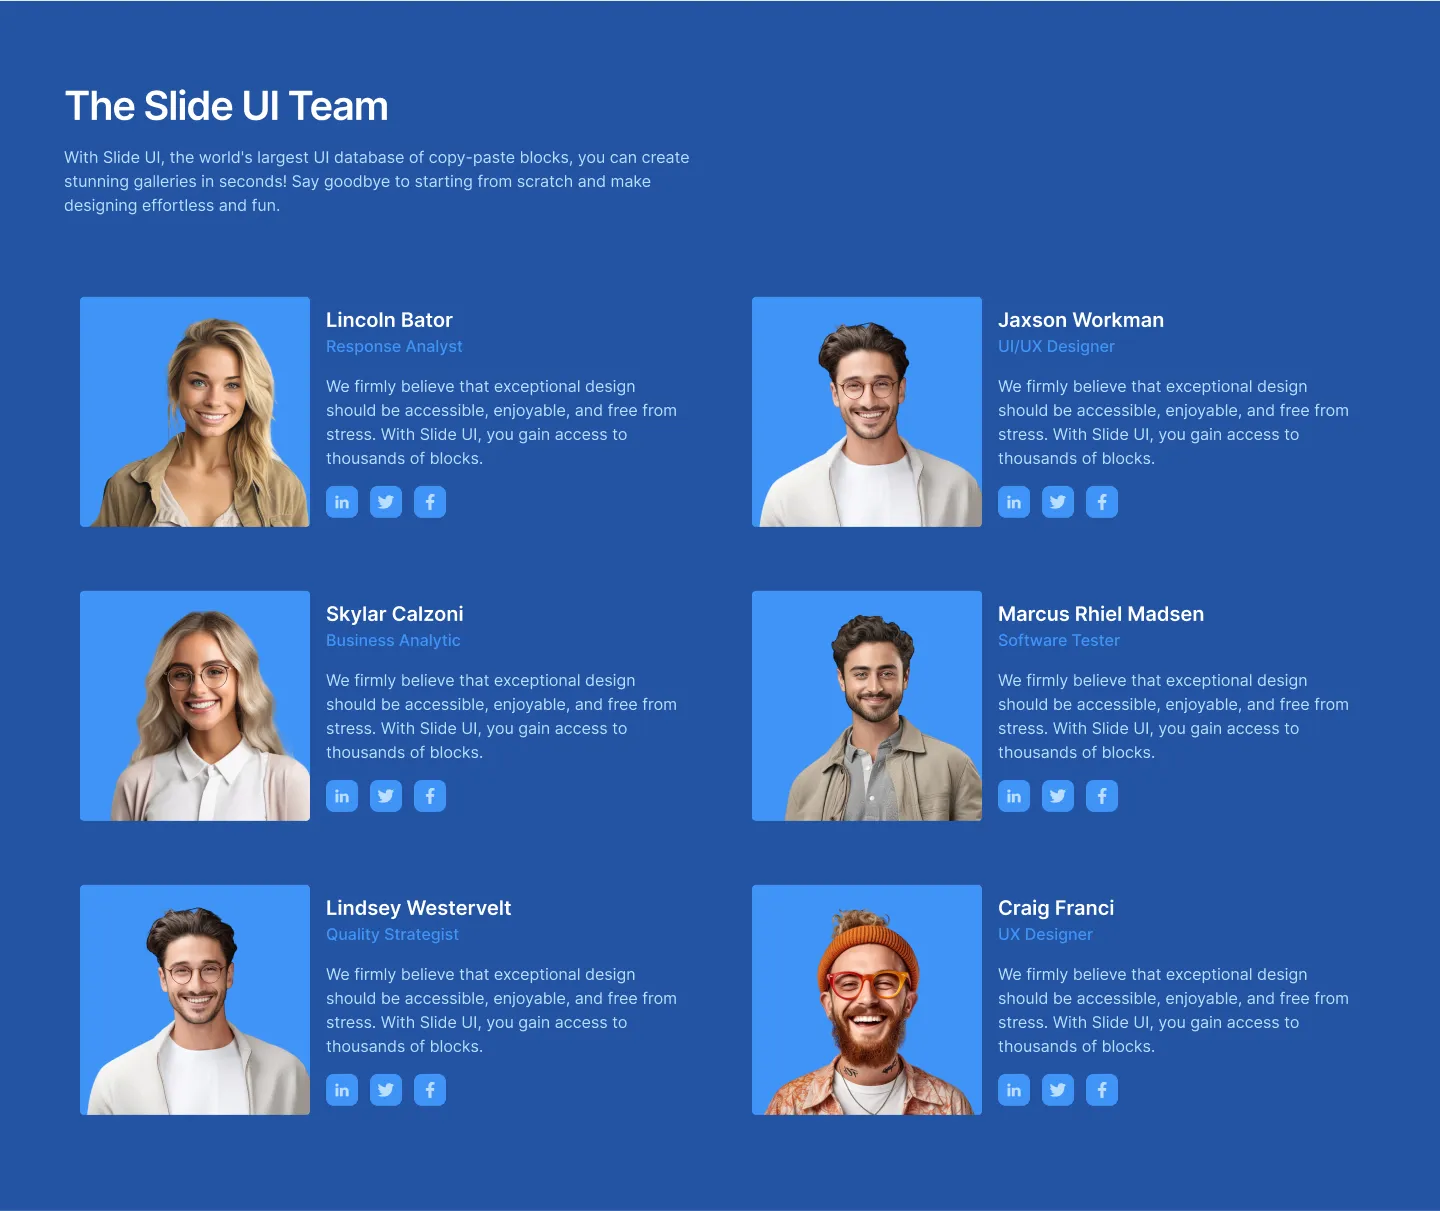 The Slide UI Team
With Slide UI, the world's largest UI database of copy-paste blocks, you can create
stunning galleries in seconds! Say goodbye to starting from scratch and make
designing effortless and fun.
Lincoln Bator
Response Analyst
We firmly believe that exceptional design
should be accessible, enjoyable, and free from
stress. With Slide UI, you gain access to
thousands of blocks.
in
f
Jaxson Workman
UI/UX Designer
We firmly believe that exceptional design
should be accessible, enjoyable, and free from
stress. With Slide UI, you gain access to
thousands of blocks.
in
f
Skylar Calzoni
Business Analytic
We firmly believe that exceptional design
should be accessible, enjoyable, and free from
stress. With Slide UI, you gain access to
thousands of blocks.
in
f
Marcus Rhiel Madsen
Software Tester
We firmly believe that exceptional design
should be accessible, enjoyable, and free from
stress. With Slide UI, you gain access to
thousands of blocks.
in
f
Lindsey Westervelt
Quality Strategist
We firmly believe that exceptional design
should be accessible, enjoyable, and free from
stress. With Slide UI, you gain access to
thousands of blocks.
in
f
Craig Franci
UX Designer
We firmly believe that exceptional design
should be accessible, enjoyable, and free from
stress. With Slide UI, you gain access to
thousands of blocks.
in
f